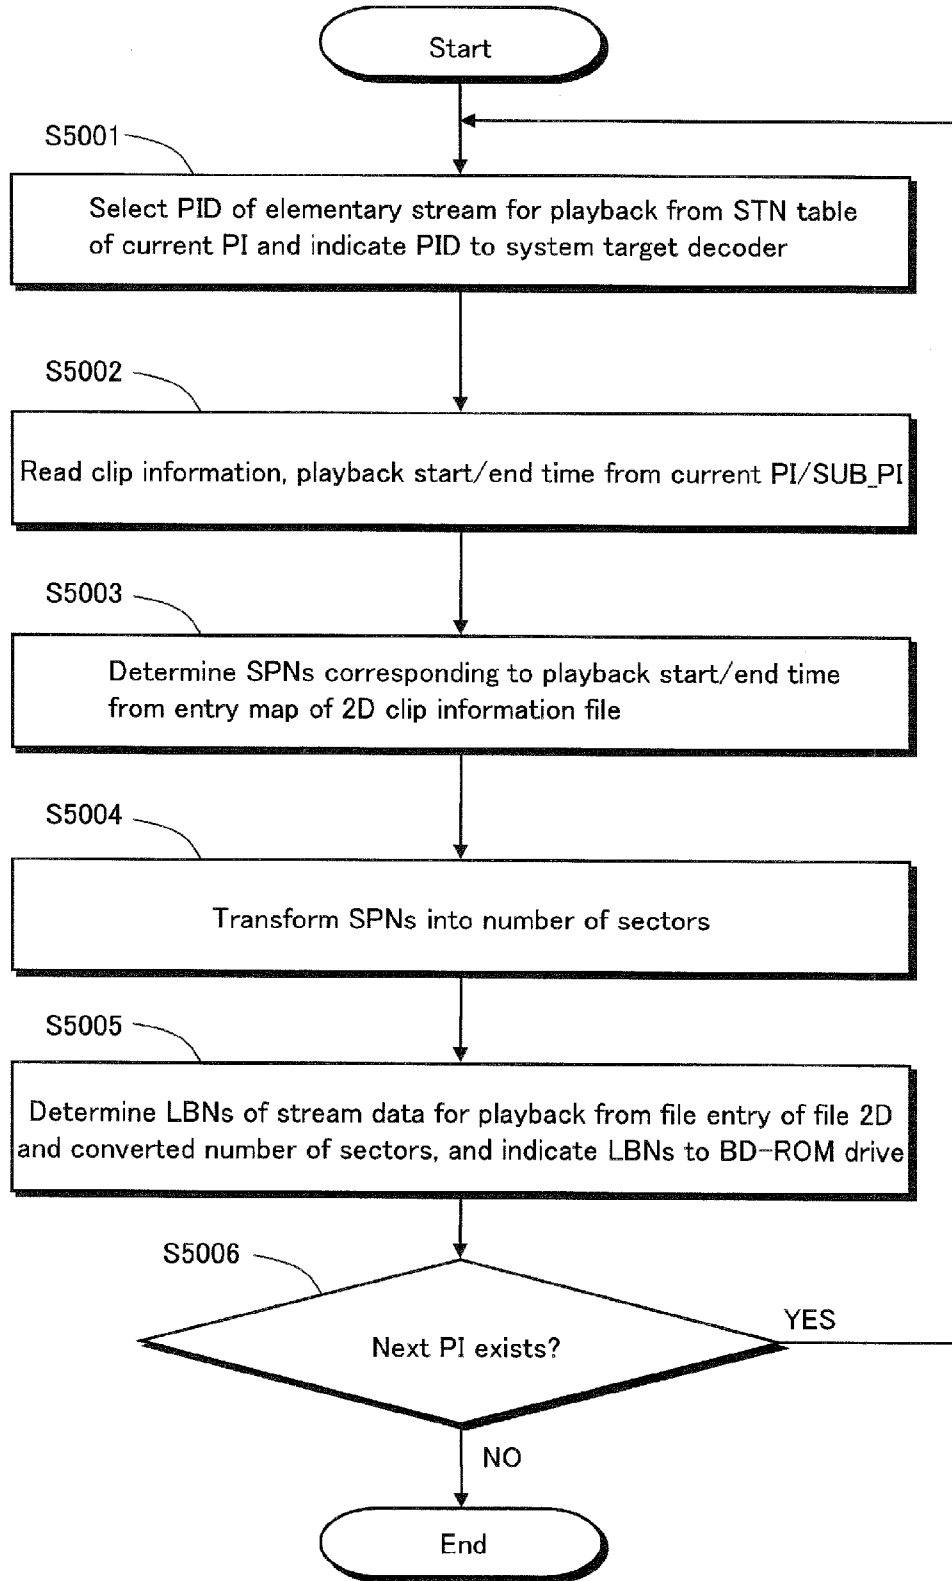 Start
S5001
Select PID of elementary stream for playback from STN table
of current PI and indicate PID to system target decoder
S5002
Read clip information, playback start/end time from current PI/SUB_PI
S5003
Determine SPNs corresponding to playback start/end time
from entry map of 2D clip information file
S5004
Transform SPNs into number of sectors
S5005
Determine LBNs of stream data for playback from file entry of file 2D
and converted number of sectors, and indicate LBNs to BD-ROM drive
S5006
Next PI exists?
YES
NO
End